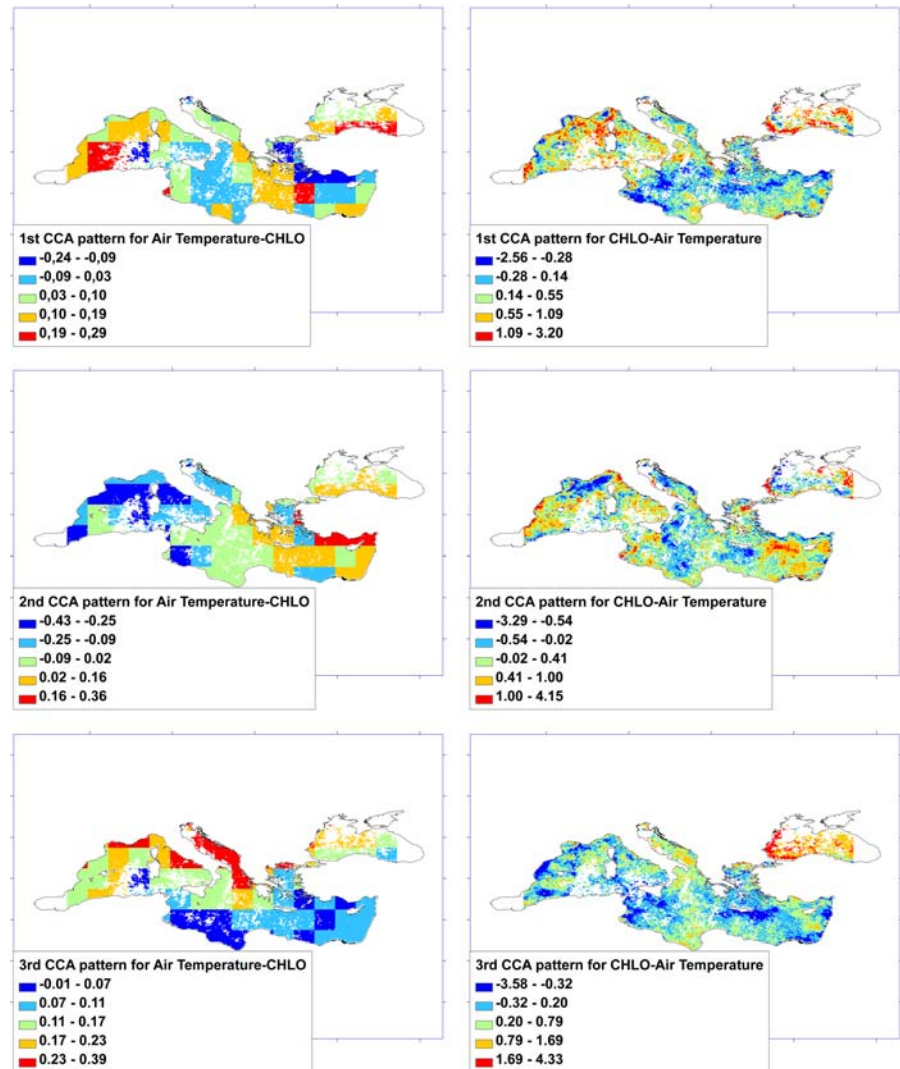 1st CCA pattern for Air Temperature-CHLO
-0,24 - -0,09
-0,09 - 0,03
0,03 - 0,10
0,10 - 0,19
0,19 - 0,29
1st CCA pattern for CHLO-Air Temperature
-2.56 - -0.28
-0.28 - 0.14
0.14 - 0.55
0.55 - 1.09
1.09 - 3.20
2nd CCA pattern for Air Temperature-CHLO
-0.43 - -0.25
-0.25 - -0.09
-0.09 - 0.02
0.02 - 0.16
0.16 - 0.36
2nd CCA pattern for CHLO-Air Temperature
-3.29 - -0.54
-0.54 - -0.02
-0.02 - 0.41
0.41 - 1.00
1.00 - 4.15
3rd CCA pattern for Air Temperature-CHLO
-0.01 - 0.07
0.07 - 0.11
0.11 - 0.17
0.17 - 0.23
0.23 - 0.39
3rd CCA pattern for CHLO-Air Temperature
-3.58 - -0.32
-0.32 - 0.20
0.20 - 0.79
0.79 - 1.69
1.69 - 4.33